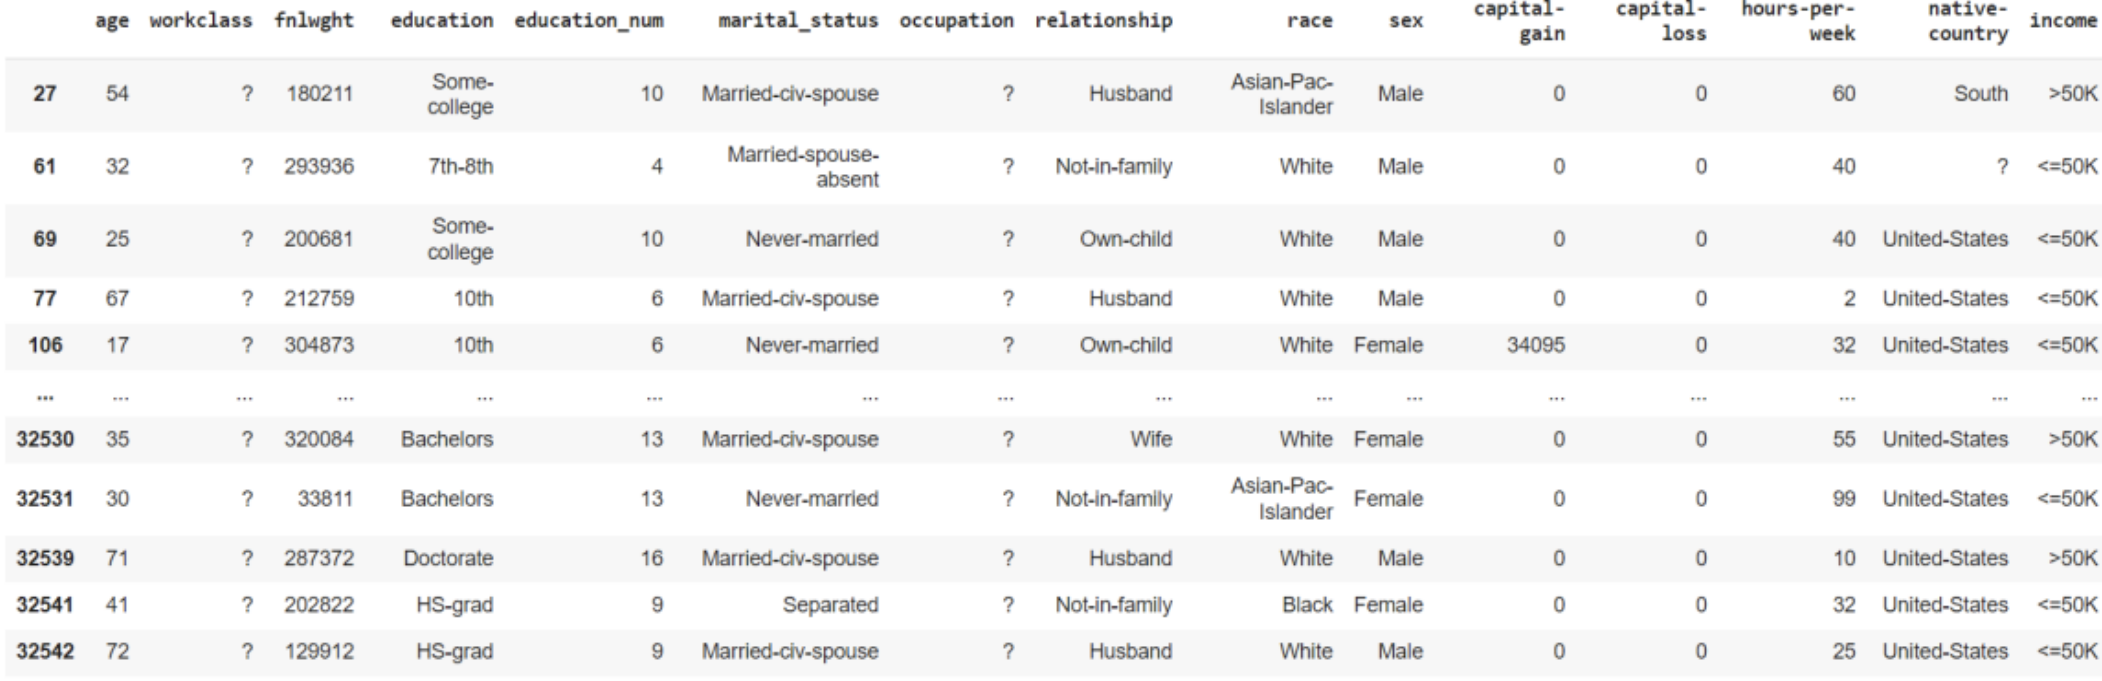 age workclass fnlwght education education_num marital_status occupation relationship race sex capital-gain capital-loss hours-per-week native-country income
27 54 ? 180211 Some-college 10 Married-civ-spouse ? Husband Asian-Pac-Islander Male 0 0 60 South >50K
61 32 ? 293936 7th-8th 4 Married-spouse-absent ? Not-in-family White Male 0 0 40 ? <=50K
69 25 ? 200681 Some-college 10 Never-married ? Own-child White Male 0 0 40 United-States <=50K
77 67 ? 212759 10th 6 Married-civ-spouse ? Husband White Male 0 0 2 United-States <=50K
106 17 ? 304873 10th 6 Never-married ? Own-child White Female 34095 0 32 United-States <=50K
... ... ... ... ... ... ... ... ... ... ... ... ... ... ... ...
32530 35 ? 320084 Bachelors 13 Married-civ-spouse ? Wife White Female 0 0 55 United-States >50K
32531 30 ? 33811 Bachelors 13 Never-married ? Not-in-family Asian-Pac-Islander Female 0 0 99 United-States <=50K
32539 71 ? 287372 Doctorate 16 Married-civ-spouse ? Husband White Male 0 0 10 United-States >50K
32541 41 ? 202822 HS-grad 9 Separated ? Not-in-family Black Female 0 0 32 United-States <=50K
32542 72 ? 129912 HS-grad 9 Married-civ-spouse ? Husband White Male 0 0 25 United-States <=50K